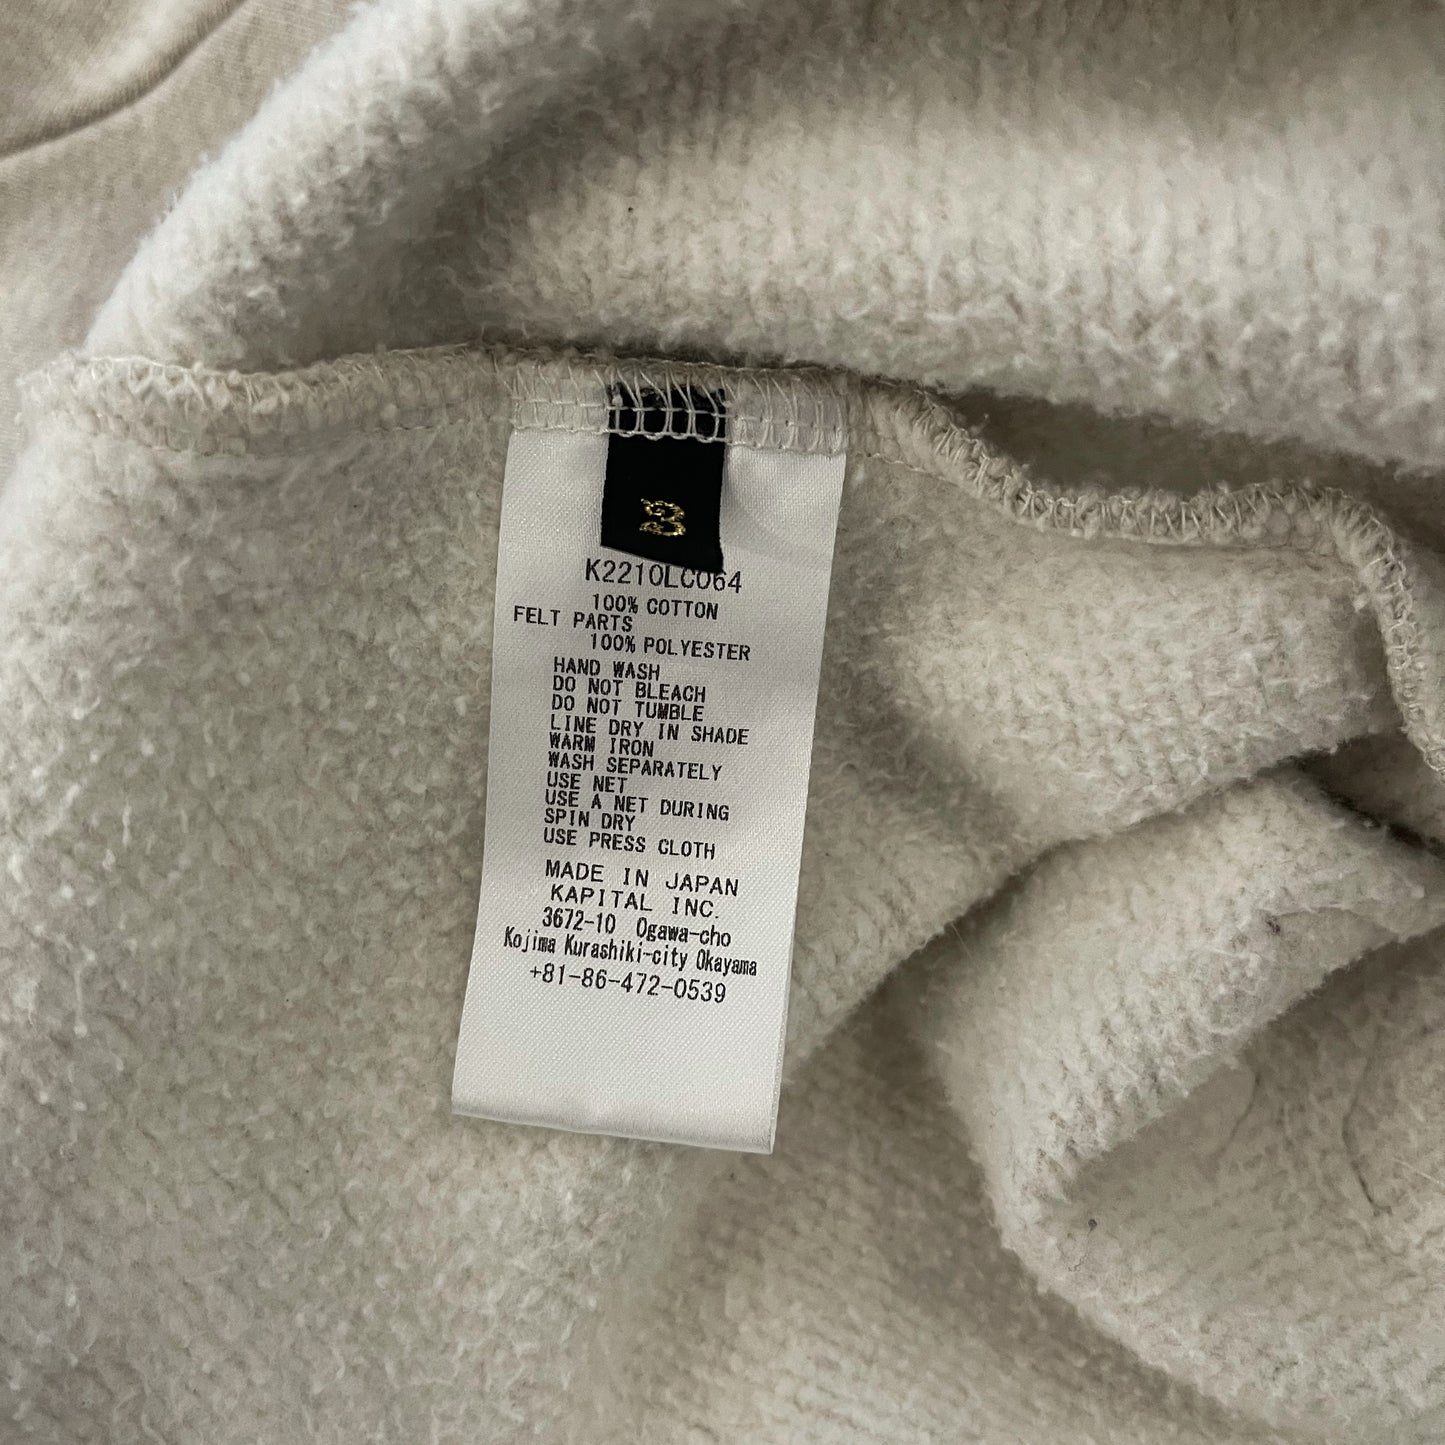 3
K2210LC064
100% COTTON
FELT PARTS
100% POLYESTER
HAND WASH
DO NOT BLEACH
DO NOT TUMBLE
LINE DRY IN SHADE
WARM IRON
WASH SEPARATELY
USE NET
USE A NET DURING
SPIN DRY
USE PRESS CLOTH
MADE IN JAPAN
KAPITAL INC.
3672-10 Ogawa-cho
Kojima Kurashiki-city Okayama
+81-86-472-0539